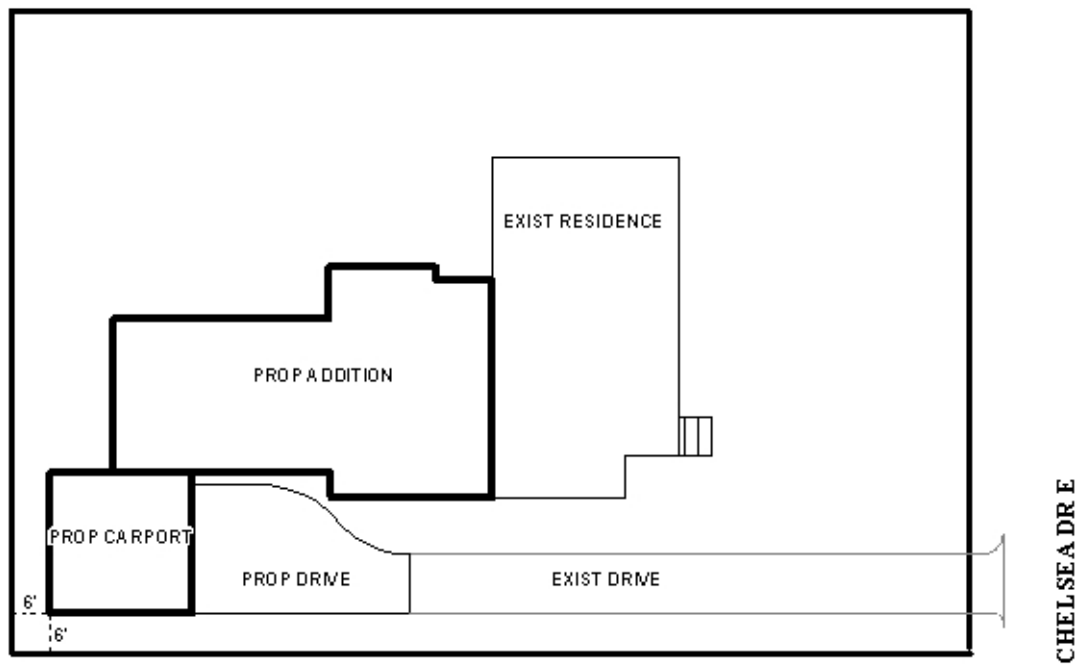 EXIST RESIDENCE
PROP ADDITION
PROP CARPORT
PROP DRIVE
EXIST DRIVE
6'
6'
CHELSEA DR E